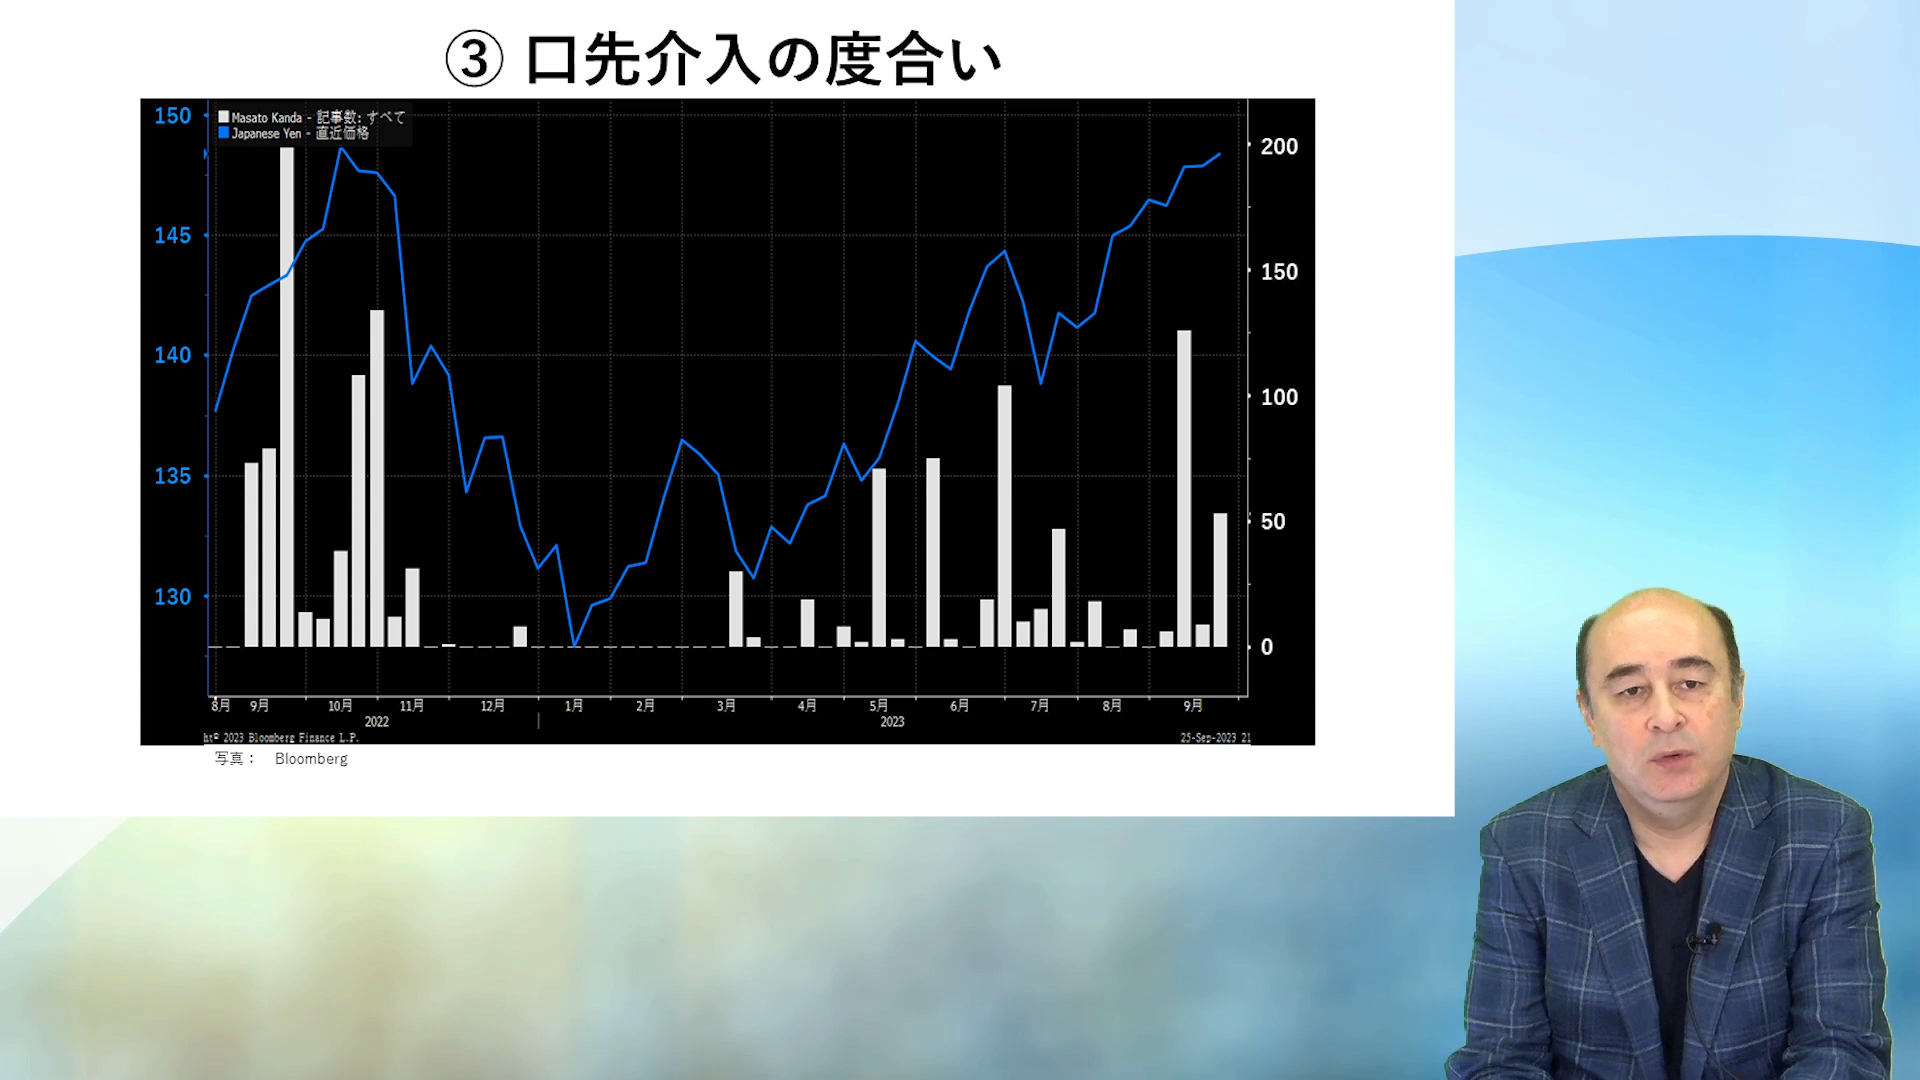 ③ 口先介入の度合い
Masato Kanda - 記事数: すべて
Japanese Yen - 直近価格
150
145
140
135
130
200
150
100
50
0
8月 9月 10月 11月 12月 1月 2月 3月 4月 5月 6月 7月 8月 9月
2022 2023
ht© 2023 Bloomberg Finance L.P.
25-Sep-2023 21
写真： Bloomberg